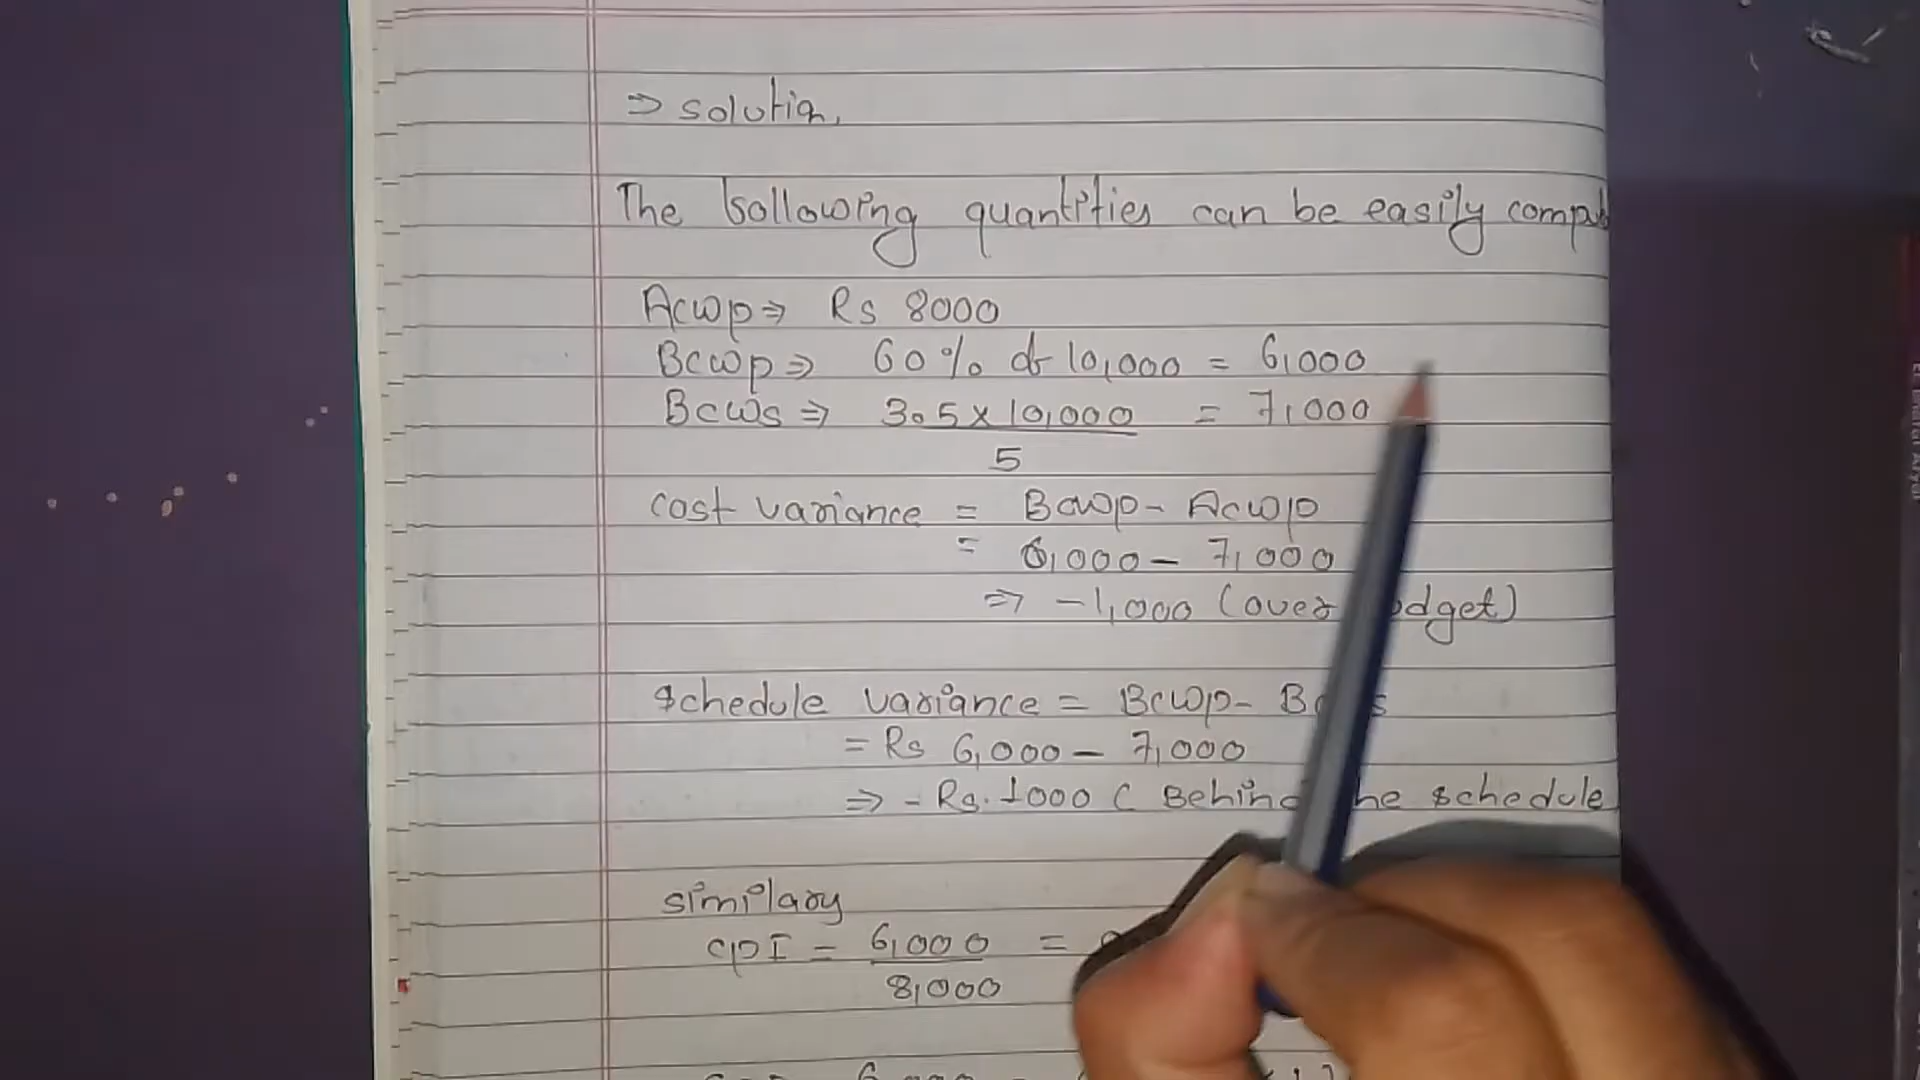 ⇒ solution,
The following quantities can be easily
Acwp ⇒ Rs 8000
Bcwp ⇒ 60% of 10,000 = 6,000
Bcws ⇒ 3.5 x 10,000 = 7,000
5
cost variance = Bcwp - Acwp
= 6,000 - 7,000
⇒ -1,000 (over
schedule variance = Bcwp -
= Rs 6,000 - 7,000
⇒ - Rs. 1000 ( Behind the schedule
similary
CPI = 6,000 =
8,000